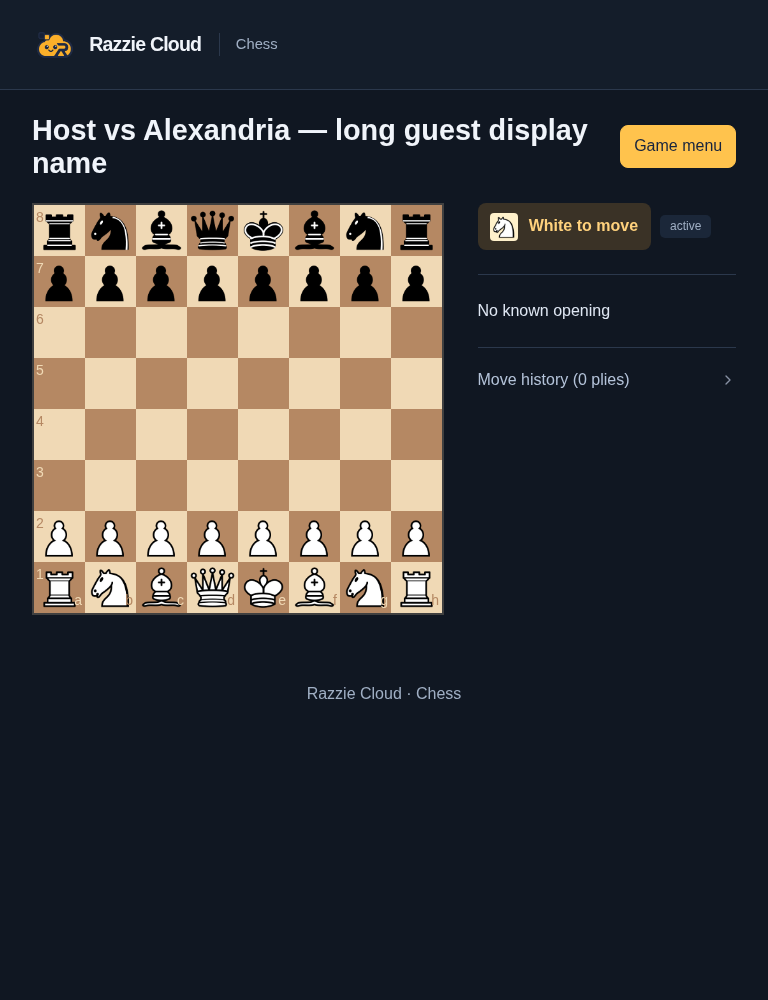 Razzie Cloud
Chess
Host vs Alexandria — long guest display
name
Game menu
8
7
6
5
4
3
2
1
a
b
c
d
e
f
g
h
White to move
active
No known opening
Move history (0 plies)
Razzie Cloud · Chess